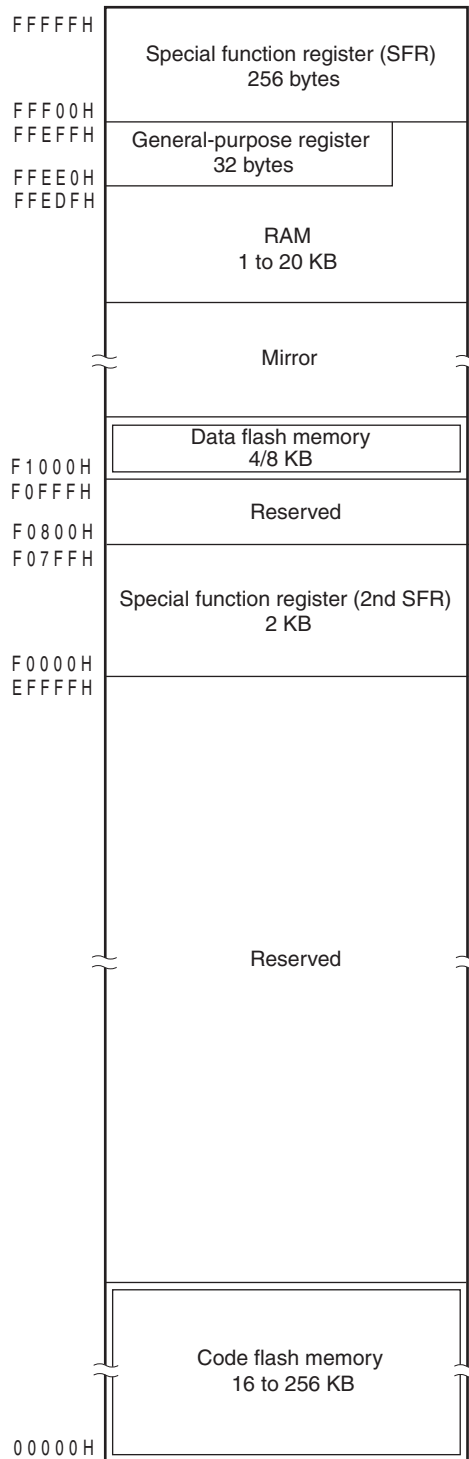 FFFFFH
Special function register (SFR)
256 bytes
FFF00H
FFEFFH
General-purpose register
32 bytes
FFEE0H
FFEDFH
RAM
1 to 20 KB
Mirror
Data flash memory
4/8 KB
F1000H
F0FFFH
Reserved
F0800H
F07FFH
Special function register (2nd SFR)
2 KB
F0000H
EFFFFH
Reserved
Code flash memory
16 to 256 KB
00000H